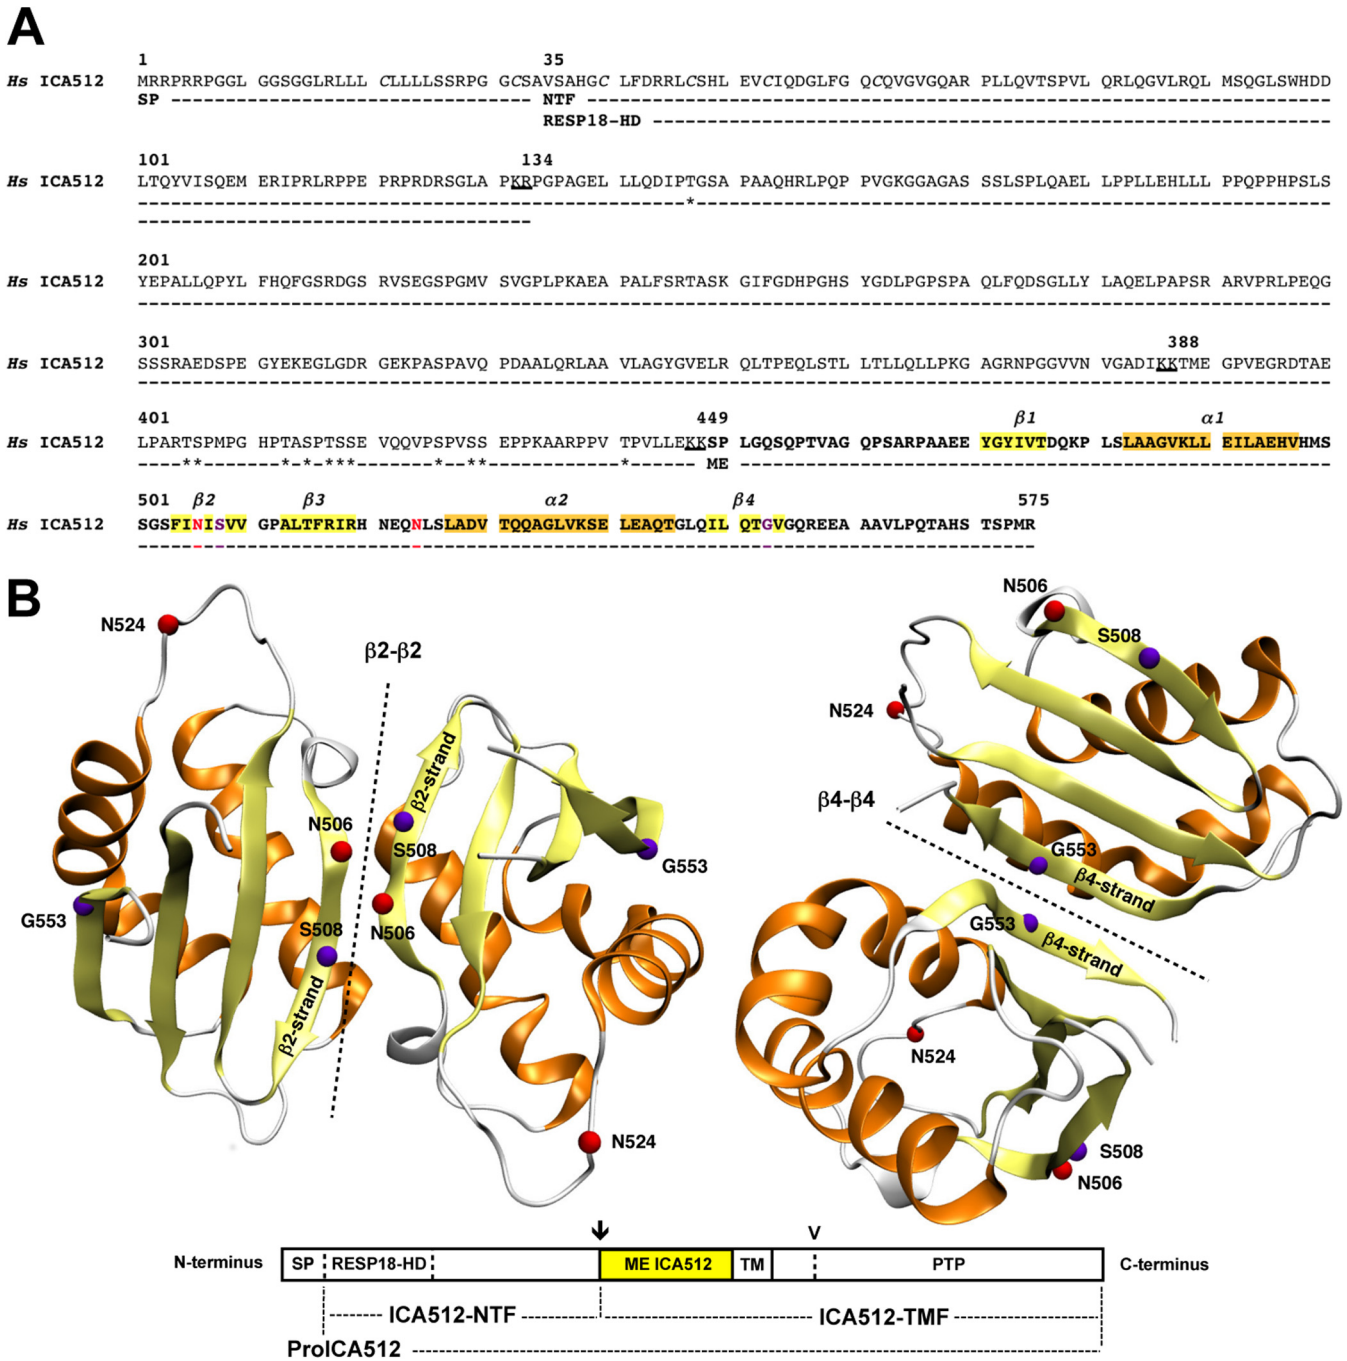 A
1 35
Hs ICA512 MRRPRRPGGL GGSGGLRLLL CLLLLSSRPG GCSAVSAHGC LFDRRLCSHL EVCIQDGLFG QCQVGVGQAR PLLQVTSPVL QRLQGVLRQL MSQGLSWHDD
SP ---------------------------------- NTF ----------------------------------------------------------------
RESP18-HD ---------------------------------------------------------
101 134
Hs ICA512 LTQYVISQEM ERIPRLRPPE PRPRDRSGLA PKRPGPAGEL LLQDIPTGSA PAAQHRLPQP PVGKGGAGAS SSLSPLQAEL LPPLLEHLLL PPQPPHPSLS
*
201
Hs ICA512 YEPALLQPYL FHQFGSRDGS RVSEGSPGMV SVGPLPKAEA PALFSRTASK GIFGDHPGHS YGDLPGPSPA QLFQDSGLLY LAQELPAPSR ARVPRLPEQG
301 388
Hs ICA512 SSSRAEDSPE GYEKEGLGDR GEKPASPAVQ PDAALQRLAA VLAGYGVELR QLTPEQLSTL LTLLQLLPKG AGRNPGGVVN VGADIKKTME GPVEGRDTAE
401 449 β1 α1
Hs ICA512 LPARTSPMPG HPTASPTSSE VQQVPSPVSS EPPKAARPPV TPVLLEKKSP LGQSQPTVAG QPSARPAAEE YGYIVTDQKP LSLAAGVKLL EILAEHVHMS
----**------*-*-***-------*--**------------*------ ME ------------------------------------------------
501 β2 β3 α2 β4 575
Hs ICA512 SGSFINISVV GPALTFRIRH NEQNLSLADV TQQAGLVKSE LEAQTGLQIL QTGVGQREEA AAVLPQTAHS TSPMR
B
N524
β2-β2
β2-strand
N506
S508
G553
G553
S508
N506
β2-strand
N524
N506
S508
N524
β4-β4
G553
β4-strand
G553
β4-strand
N524
S508
N506
V
N-terminus SP RESP18-HD ME ICA512 TM PTP C-terminus
ICA512-NTF ICA512-TMF
ProICA512